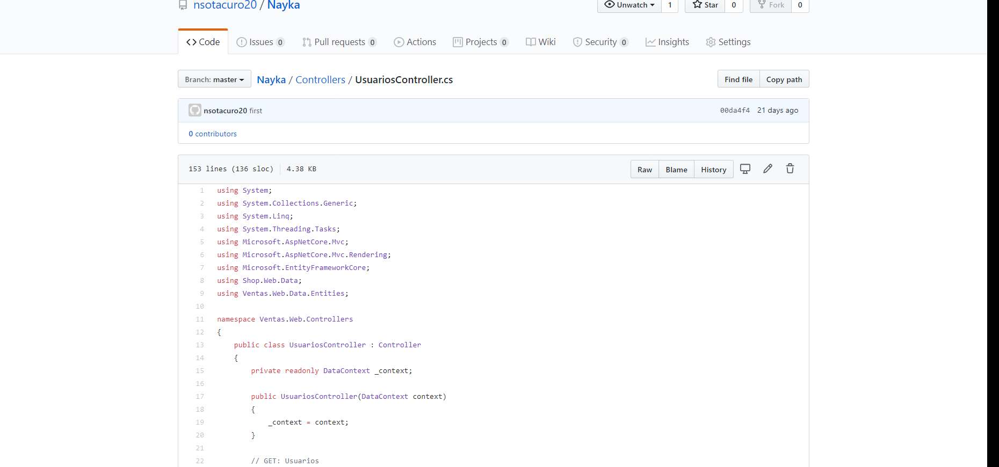 nsotacuro20 / Nayka
Unwatch 1 Star 0 Fork 0
Code Issues 0 Pull requests 0 Actions Projects 0 Wiki Security 0 Insights Settings
Branch: master Nayka / Controllers / UsuariosController.cs Find file Copy path
nsotacuro20 first 00da4f4 21 days ago
0 contributors
153 lines (136 sloc) 4.38 KB Raw Blame History
1 using System;
2 using System.Collections.Generic;
3 using System.Linq;
4 using System.Threading.Tasks;
5 using Microsoft.AspNetCore.Mvc;
6 using Microsoft.AspNetCore.Mvc.Rendering;
7 using Microsoft.EntityFrameworkCore;
8 using Shop.Web.Data;
9 using Ventas.Web.Data.Entities;
10
11 namespace Ventas.Web.Controllers
12 {
13 public class UsuariosController : Controller
14 {
15 private readonly DataContext _context;
16
17 public UsuariosController(DataContext context)
18 {
19 _context = context;
20 }
21
22 // GET: Usuarios